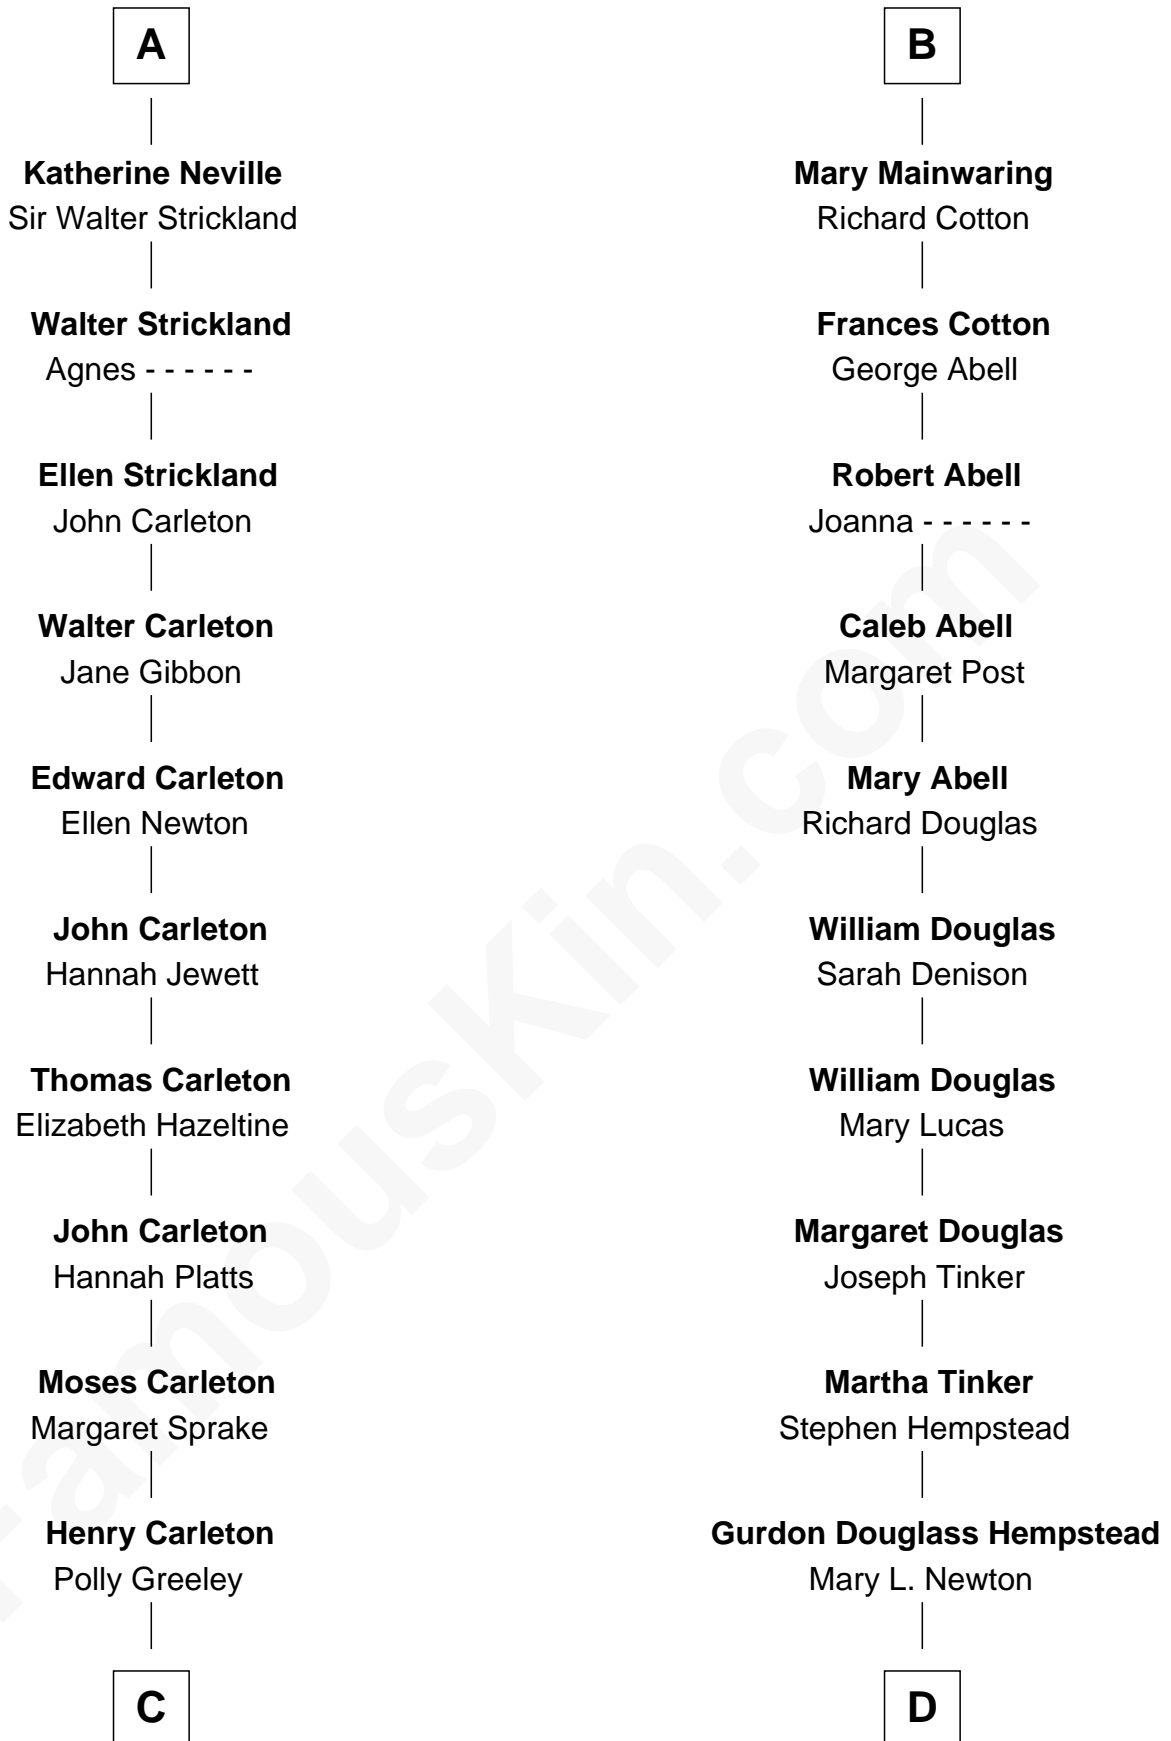 A
Katherine Neville
Sir Walter Strickland
Walter Strickland
Agnes - - - - - -
Ellen Strickland
John Carleton
Walter Carleton
Jane Gibbon
Edward Carleton
Ellen Newton
John Carleton
Hannah Jewett
Thomas Carleton
Elizabeth Hazeltine
John Carleton
Hannah Platts
Moses Carleton
Margaret Sprake
Henry Carleton
Polly Greeley
C
B
Mary Mainwaring
Richard Cotton
Frances Cotton
George Abell
Robert Abell
Joanna - - - - - -
Caleb Abell
Margaret Post
Mary Abell
Richard Douglas
William Douglas
Sarah Denison
William Douglas
Mary Lucas
Margaret Douglas
Joseph Tinker
Martha Tinker
Stephen Hempstead
Gurdon Douglass Hempstead
Mary L. Newton
D
FamousKin.com